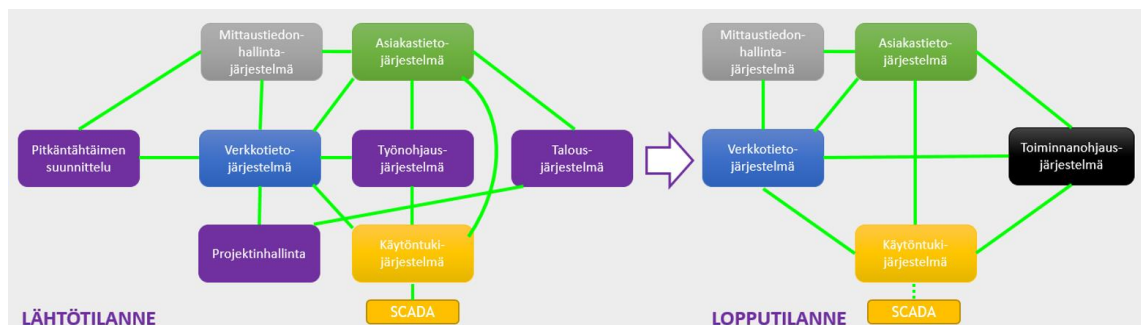 Mittaustiedon-
hallinta-
järjestelmä
Asiakastieto-
järjestelmä
Pitkäntähtäimen
suunnittelu
Verkkotieto-
järjestelmä
Työnohjaus-
järjestelmä
Talous-
järjestelmä
Projektinhallinta
Käytöntuki-
järjestelmä
SCADA
LÄHTÖTILANNE
Mittaustiedon-
hallinta-
järjestelmä
Asiakastieto-
järjestelmä
Verkkotieto-
järjestelmä
Toiminnanohjaus-
järjestelmä
Käytöntuki-
järjestelmä
SCADA
LOPPUTILANNE